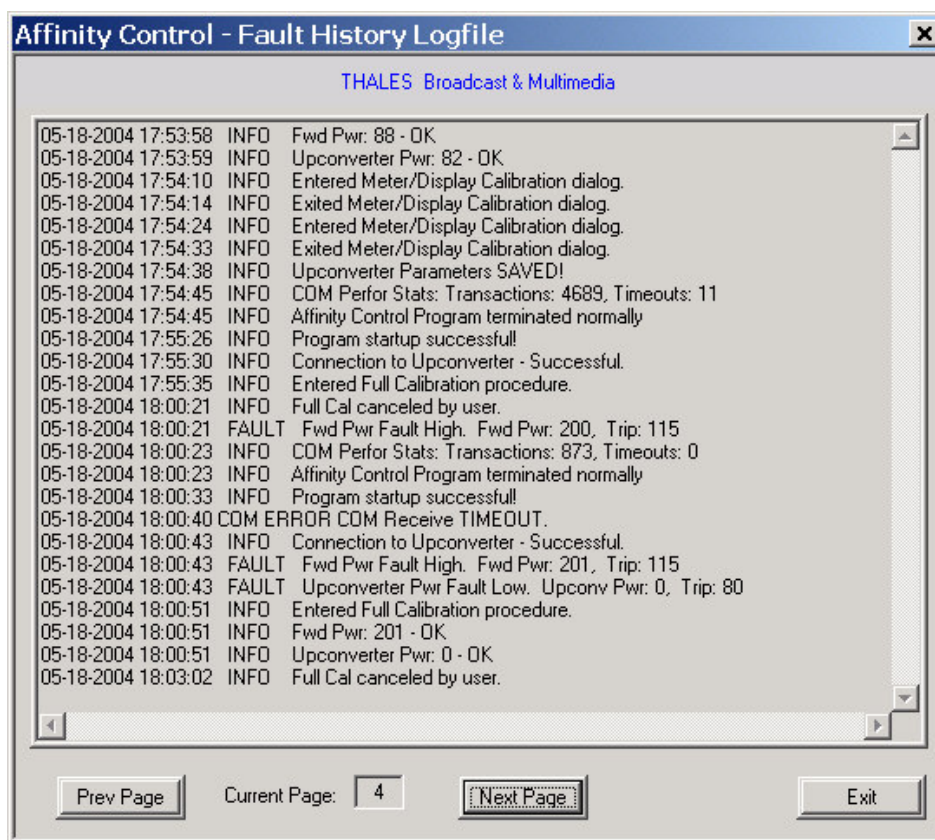 Affinity Control - Fault History Logfile
THALES Broadcast & Multimedia
05-18-2004 17:53:58 INFO Fwd Pwr: 88 - OK
05-18-2004 17:53:59 INFO Upconverter Pwr: 82 - OK
05-18-2004 17:54:10 INFO Entered Meter/Display Calibration dialog.
05-18-2004 17:54:14 INFO Exited Meter/Display Calibration dialog.
05-18-2004 17:54:24 INFO Entered Meter/Display Calibration dialog.
05-18-2004 17:54:33 INFO Exited Meter/Display Calibration dialog.
05-18-2004 17:54:38 INFO Upconverter Parameters SAVED!
05-18-2004 17:54:45 INFO COM Perfor Stats: Transactions: 4689, Timeouts: 11
05-18-2004 17:54:45 INFO Affinity Control Program terminated normally
05-18-2004 17:55:26 INFO Program startup successful!
05-18-2004 17:55:30 INFO Connection to Upconverter - Successful.
05-18-2004 17:55:35 INFO Entered Full Calibration procedure.
05-18-2004 18:00:21 INFO Full Cal canceled by user.
05-18-2004 18:00:21 FAULT Fwd Pwr Fault High. Fwd Pwr: 200, Trip: 115
05-18-2004 18:00:23 INFO COM Perfor Stats: Transactions: 873, Timeouts: 0
05-18-2004 18:00:23 INFO Affinity Control Program terminated normally
05-18-2004 18:00:33 INFO Program startup successful!
05-18-2004 18:00:40 COM ERROR COM Receive TIMEOUT.
05-18-2004 18:00:43 INFO Connection to Upconverter - Successful.
05-18-2004 18:00:43 FAULT Fwd Pwr Fault High. Fwd Pwr: 201, Trip: 115
05-18-2004 18:00:43 FAULT Upconverter Pwr Fault Low. Upconv Pwr: 0, Trip: 80
05-18-2004 18:00:51 INFO Entered Full Calibration procedure.
05-18-2004 18:00:51 INFO Fwd Pwr: 201 - OK
05-18-2004 18:00:51 INFO Upconverter Pwr: 0 - OK
05-18-2004 18:03:02 INFO Full Cal canceled by user.
Prev Page Current Page: 4 Next Page Exit